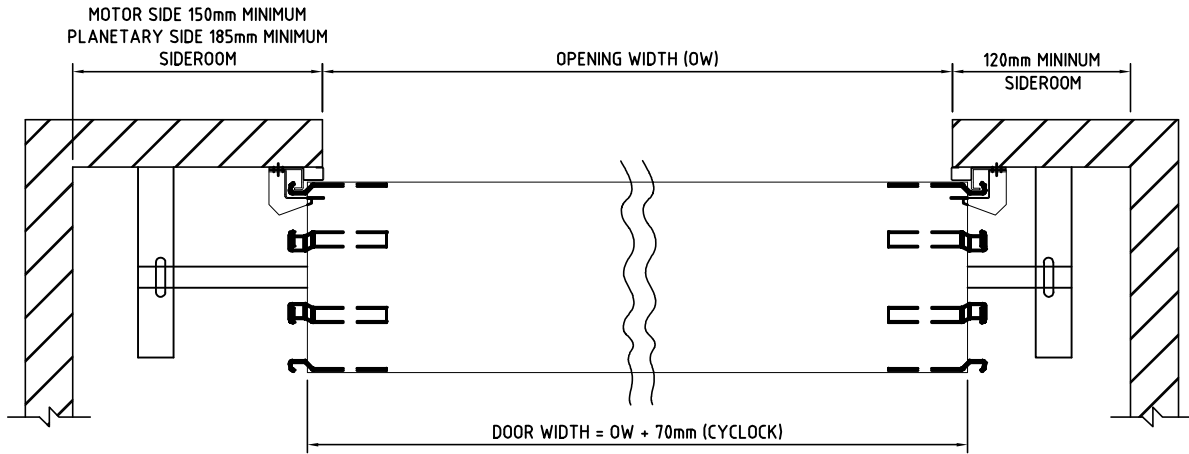 MOTOR SIDE 150mm MINIMUM
PLANETARY SIDE 185mm MINIMUM
SIDEROOM
OPENING WIDTH (OW)
120mm MININUM
SIDEROOM
DOOR WIDTH = OW + 70mm (CYCLOCK)